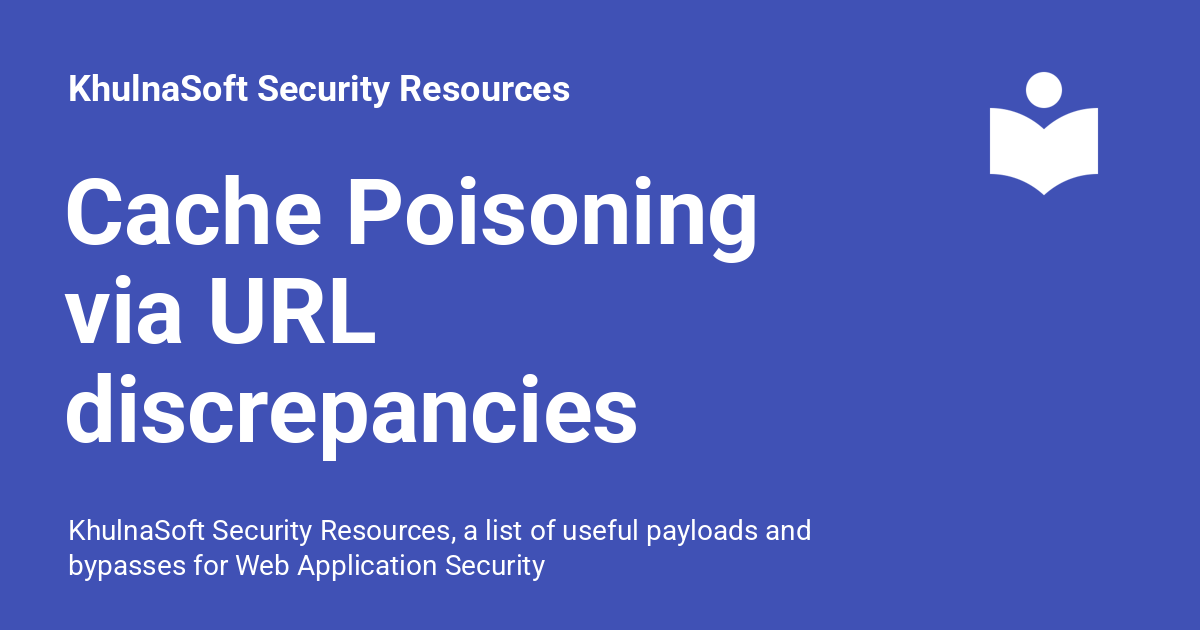 KhulnaSoft Security Resources
Cache Poisoning
via URL
discrepancies
KhulnaSoft Security Resources, a list of useful payloads and
bypasses for Web Application Security